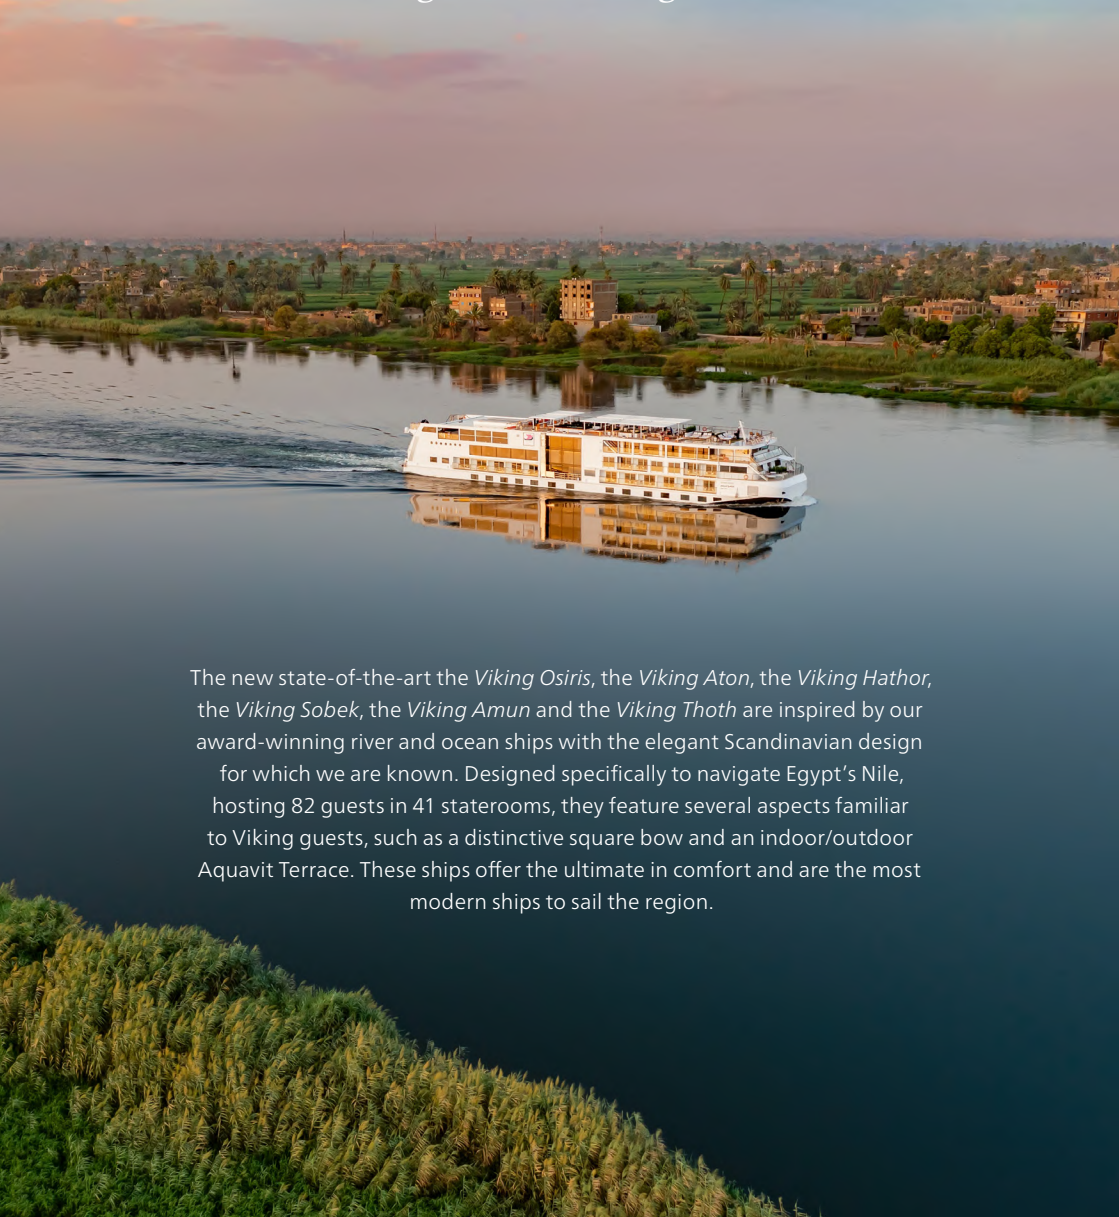 The new state-of-the-art the Viking Osiris, the Viking Aton, the Viking Hathor,
the Viking Sobek, the Viking Amun and the Viking Thoth are inspired by our
award-winning river and ocean ships with the elegant Scandinavian design
for which we are known. Designed specifically to navigate Egypt’s Nile,
hosting 82 guests in 41 staterooms, they feature several aspects familiar
to Viking guests, such as a distinctive square bow and an indoor/outdoor
Aquavit Terrace. These ships offer the ultimate in comfort and are the most
modern ships to sail the region.